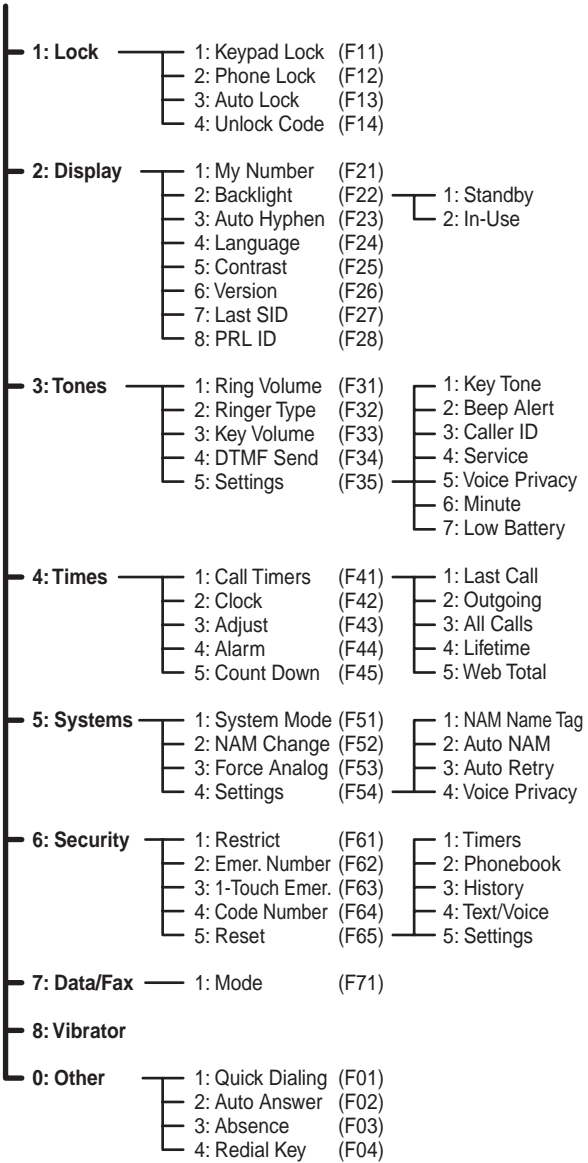 1: Lock 1: Keypad Lock (F11)
2: Phone Lock (F12)
3: Auto Lock (F13)
4: Unlock Code (F14)
2: Display 1: My Number (F21)
2: Backlight (F22) 1: Standby
3: Auto Hyphen (F23) 2: In-Use
4: Language (F24)
5: Contrast (F25)
6: Version (F26)
7: Last SID (F27)
8: PRL ID (F28)
3: Tones 1: Ring Volume (F31) 1: Key Tone
2: Ringer Type (F32) 2: Beep Alert
3: Key Volume (F33) 3: Caller ID
4: DTMF Send (F34) 4: Service
5: Settings (F35) 5: Voice Privacy
6: Minute
7: Low Battery
4: Times 1: Call Timers (F41) 1: Last Call
2: Clock (F42) 2: Outgoing
3: Adjust (F43) 3: All Calls
4: Alarm (F44) 4: Lifetime
5: Count Down (F45) 5: Web Total
5: Systems 1: System Mode (F51) 1: NAM Name Tag
2: NAM Change (F52) 2: Auto NAM
3: Force Analog (F53) 3: Auto Retry
4: Settings (F54) 4: Voice Privacy
6: Security 1: Restrict (F61) 1: Timers
2: Emer. Number (F62) 2: Phonebook
3: 1-Touch Emer. (F63) 3: History
4: Code Number (F64) 4: Text/Voice
5: Reset (F65) 5: Settings
7: Data/Fax 1: Mode (F71)
8: Vibrator
0: Other 1: Quick Dialing (F01)
2: Auto Answer (F02)
3: Absence (F03)
4: Redial Key (F04)